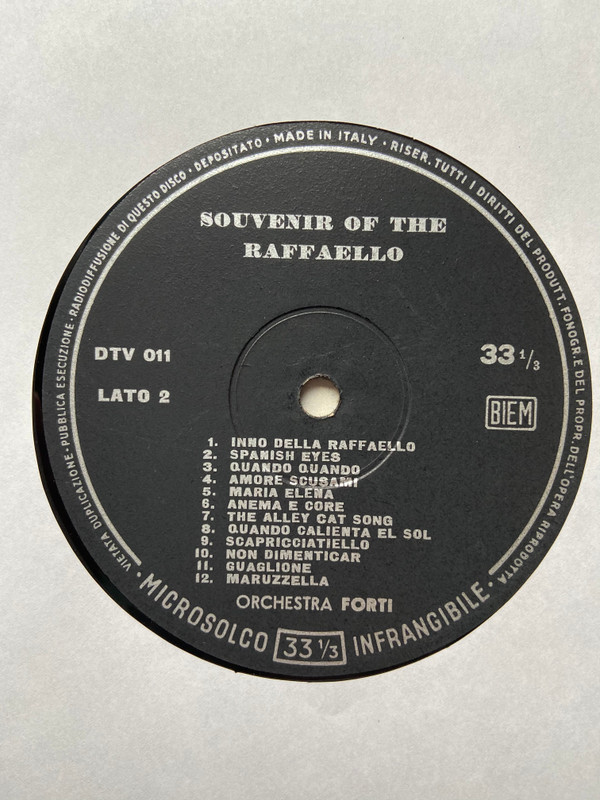 VIETATA DUPLICAZIONE · PUBBLICA ESECUZIONE · RADIODIFFUSIONE DI QUESTO DISCO · DEPOSITATO · MADE IN ITALY · RISER. TUTTI I DIRITTI DEL PRODUTT. FONOGR. E DEL PROPR. DELL'OPERA RIPRODOTTA
SOUVENIR OF THE
RAFFAELLO
DTV 011
33 1/3
LATO 2
BIEM
1. INNO DELLA RAFFAELLO
2. SPANISH EYES
3. QUANDO QUANDO
4. AMORE SCUSAMI
5. MARIA ELENA
6. ANEMA E CORE
7. THE ALLEY CAT SONG
8. QUANDO CALIENTA EL SOL
9. SCAPRICCIATIELLO
10. NON DIMENTICAR
11. GUAGLIONE
12. MARUZZELLA
ORCHESTRA FORTI
· MICROSOLCO 33 1/3 INFRANGIBILE ·